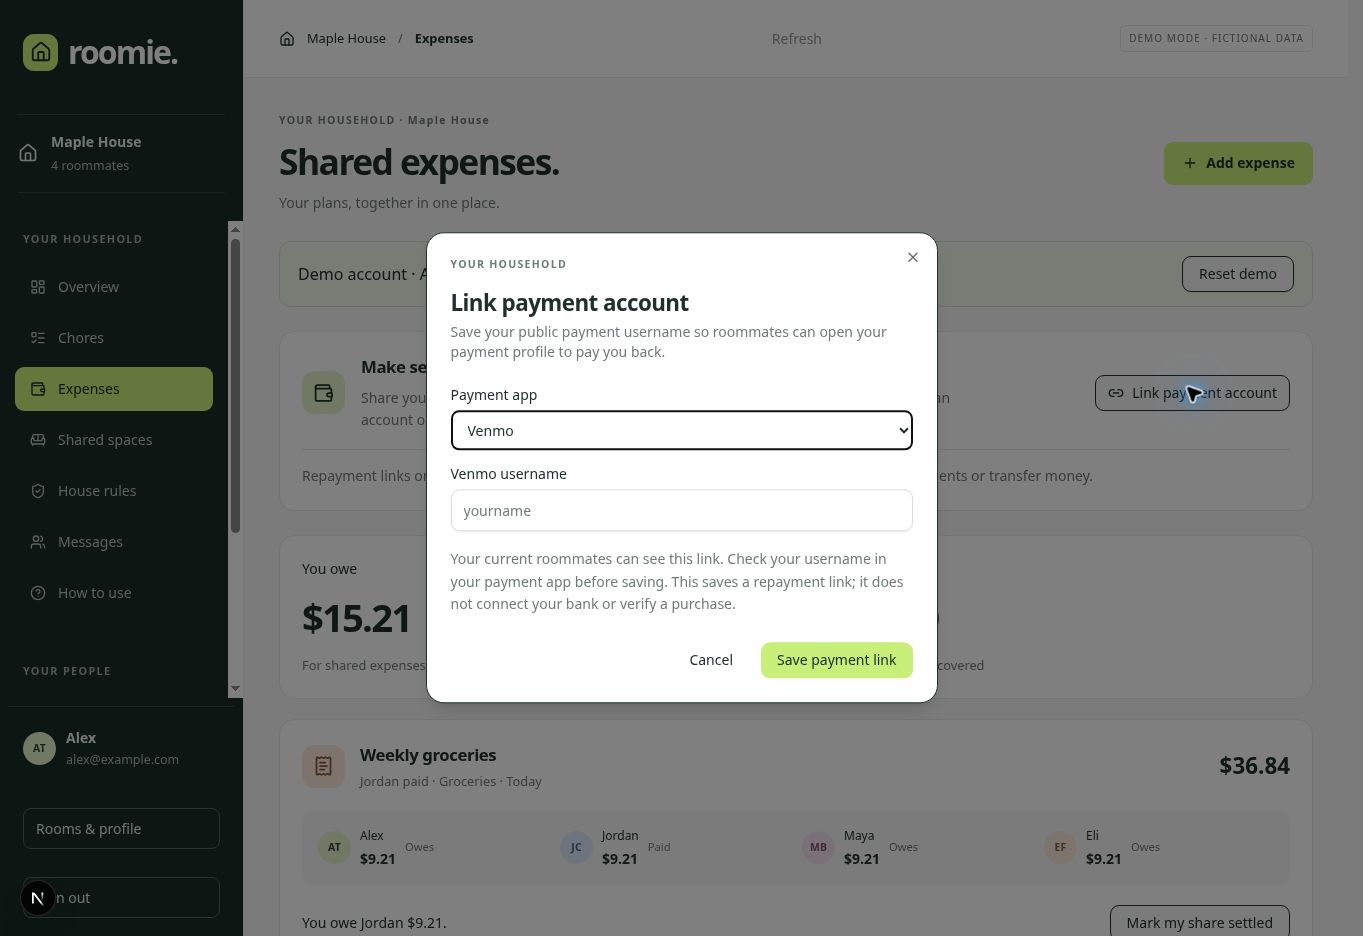 roomie.
Maple House
4 roommates
YOUR HOUSEHOLD
Overview
Chores
Expenses
Shared spaces
House rules
Messages
How to use
YOUR PEOPLE
AT
Alex
alex@example.com
Rooms & profile
n out
N
Maple House / Expenses
Refresh
DEMO MODE · FICTIONAL DATA
YOUR HOUSEHOLD · Maple House
Shared expenses.
Your plans, together in one place.
+ Add expense
Demo account · A
Reset demo
Make se
Share you
an
account o
Link payment account
Repayment links o
ents or transfer money.
You owe
$15.21
For shared expenses
covered
YOUR HOUSEHOLD
Link payment account
Save your public payment username so roommates can open your
payment profile to pay you back.
Payment app
Venmo
Venmo username
yourname
Your current roommates can see this link. Check your username in
your payment app before saving. This saves a repayment link; it does
not connect your bank or verify a purchase.
Cancel
Save payment link
Weekly groceries
Jordan paid · Groceries · Today
$36.84
AT
Alex
$9.21
Owes
JC
Jordan
$9.21
Paid
MB
Maya
$9.21
Owes
EF
Eli
$9.21
Owes
You owe Jordan $9.21.
Mark my share settled